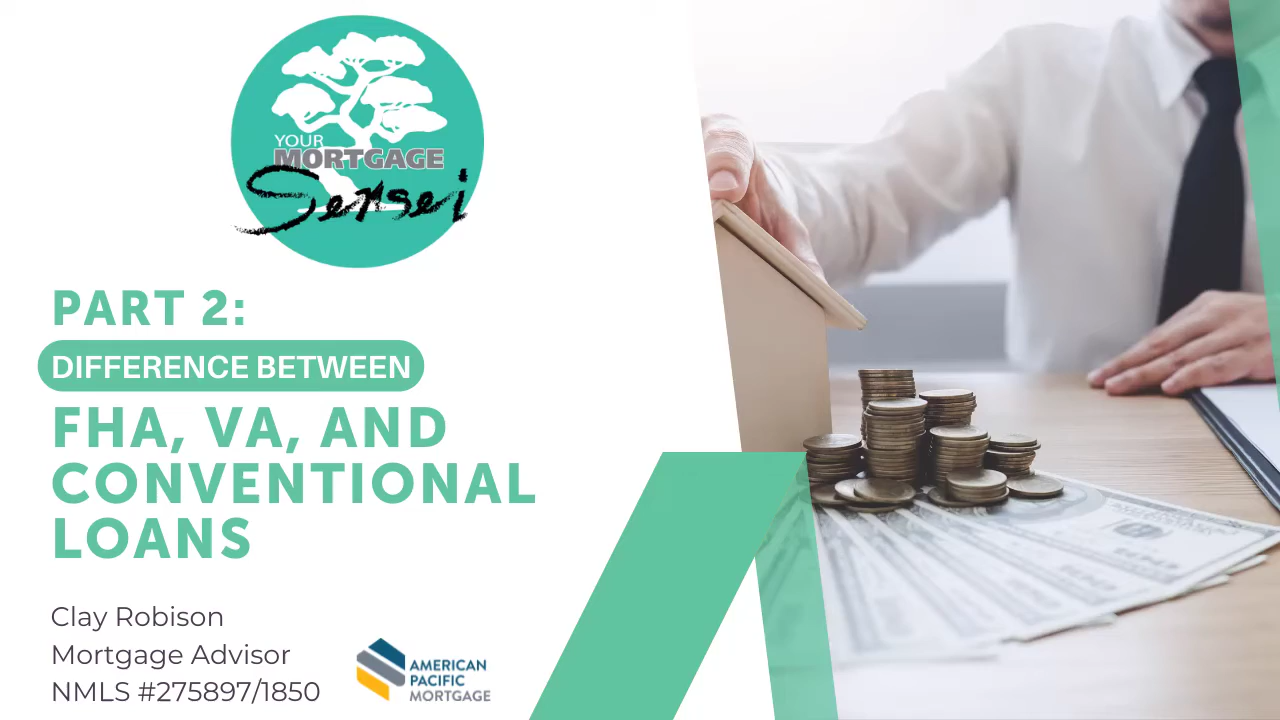 YOUR
MORTGAGE
Sensei
PART 2:
DIFFERENCE BETWEEN
FHA, VA, AND
CONVENTIONAL
LOANS
Clay Robison
Mortgage Advisor
NMLS #275897/1850
AMERICAN
PACIFIC
MORTGAGE